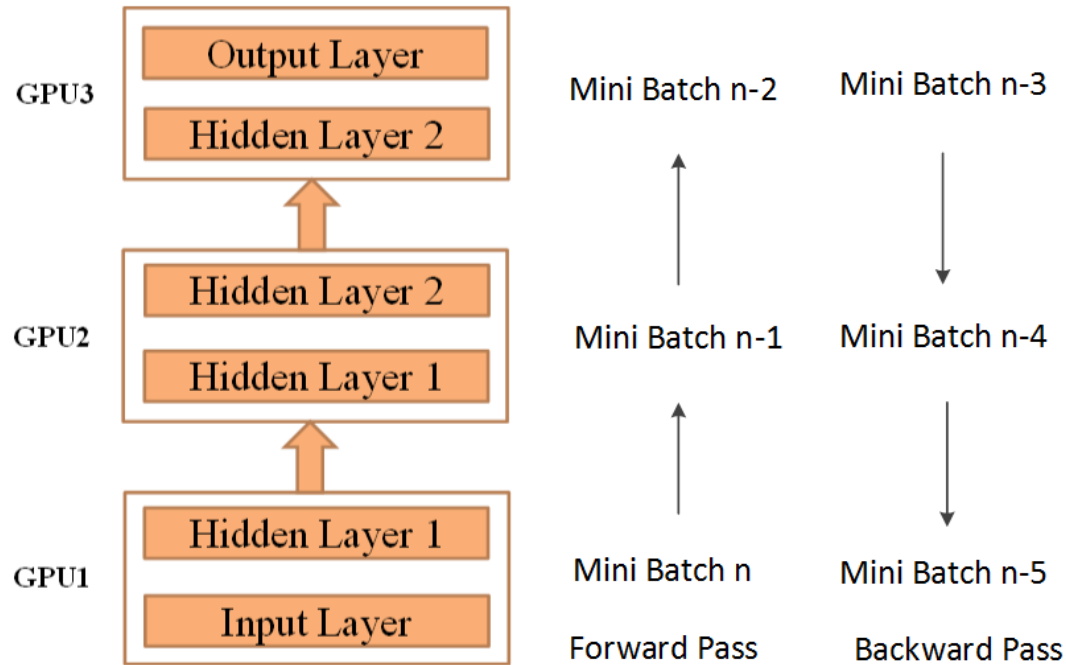 Output Layer
GPU3
Hidden Layer 2
Mini Batch n-2
Mini Batch n-3
Hidden Layer 2
GPU2
Hidden Layer 1
Mini Batch n-1
Mini Batch n-4
Hidden Layer 1
GPU1
Input Layer
Mini Batch n
Mini Batch n-5
Forward Pass
Backward Pass